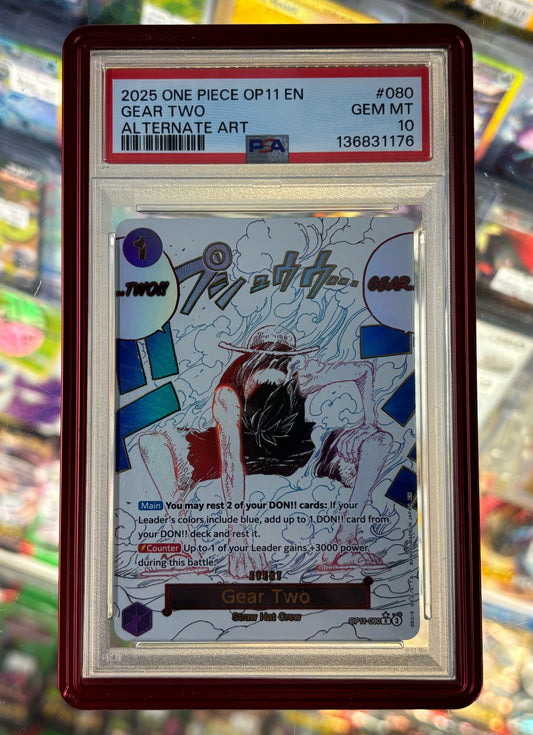 2025 ONE PIECE OP11 EN #080
GEAR TWO GEM MT
ALTERNATE ART 10
PSA 136831176
1
プシュウウ...
..TWO!!
GEAR..
Main You may rest 2 of your DON!! cards: If your
Leader's colors include blue, add up to 1 DON!! card from
your DON!! deck and rest it.
Counter Up to 1 of your Leader gains +3000 power
during this battle.
EVENT
Gear Two
Straw Hat Crew
OP11-080 R 3